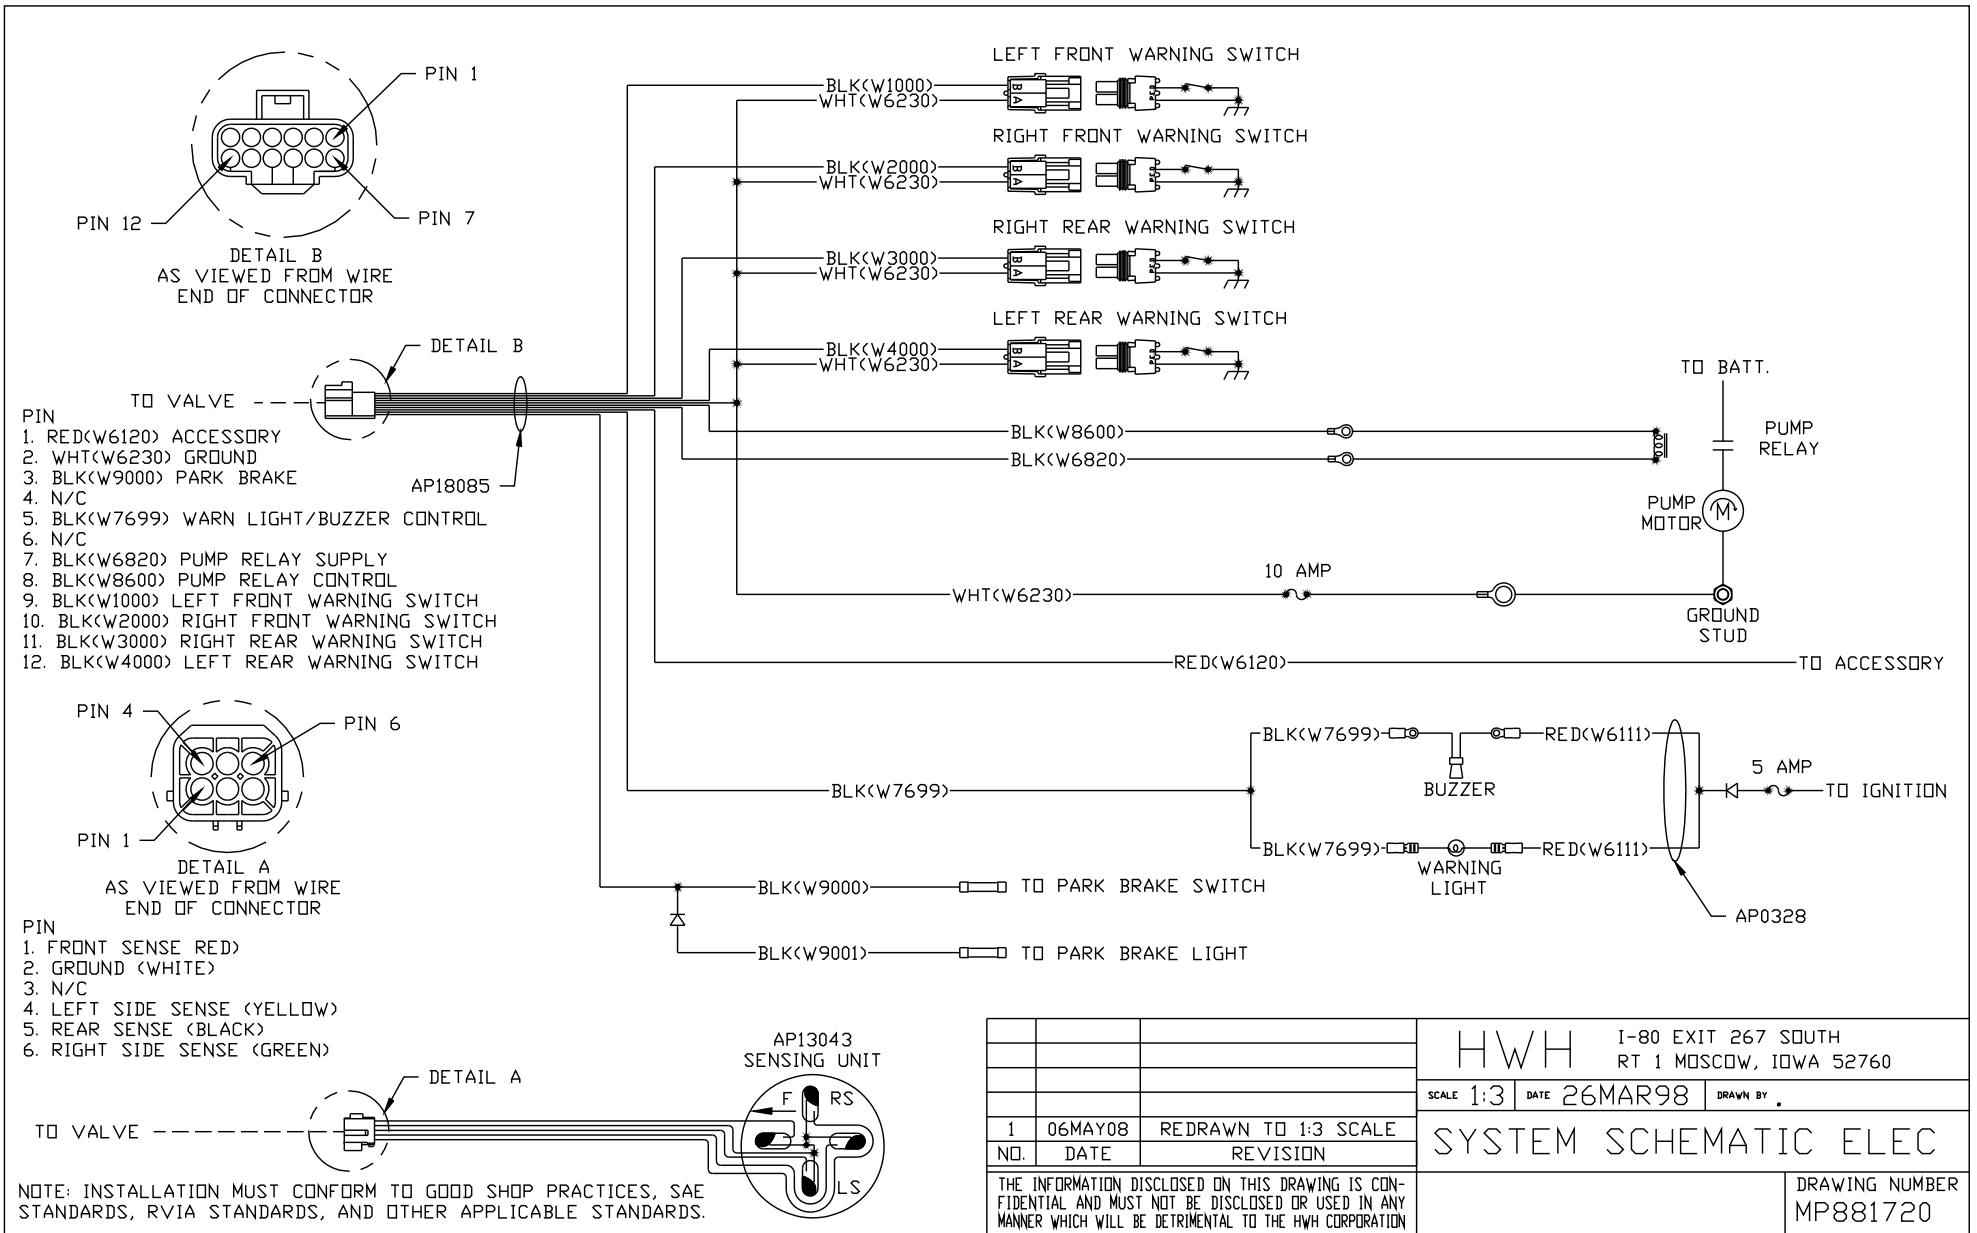 PIN 1
PIN 12
PIN 7
DETAIL B
AS VIEWED FROM WIRE
END OF CONNECTOR
DETAIL B
TO VALVE
AP18085
PIN
1. RED(W6120) ACCESSORY
2. WHT(W6230) GROUND
3. BLK(W9000) PARK BRAKE
4. N/C
5. BLK(W7699) WARN LIGHT/BUZZER CONTROL
6. N/C
7. BLK(W6820) PUMP RELAY SUPPLY
8. BLK(W8600) PUMP RELAY CONTROL
9. BLK(W1000) LEFT FRONT WARNING SWITCH
10. BLK(W2000) RIGHT FRONT WARNING SWITCH
11. BLK(W3000) RIGHT REAR WARNING SWITCH
12. BLK(W4000) LEFT REAR WARNING SWITCH
LEFT FRONT WARNING SWITCH
BLK(W1000)
WHT(W6230)
B
A
RIGHT FRONT WARNING SWITCH
BLK(W2000)
WHT(W6230)
B
A
RIGHT REAR WARNING SWITCH
BLK(W3000)
WHT(W6230)
B
A
LEFT REAR WARNING SWITCH
BLK(W4000)
WHT(W6230)
B
A
TO BATT.
BLK(W8600)
BLK(W6820)
PUMP
RELAY
PUMP
MOTOR
M
10 AMP
WHT(W6230)
GROUND
STUD
RED(W6120)
TO ACCESSORY
BLK(W7699)
RED(W6111)
BUZZER
5 AMP
BLK(W7699)
TO IGNITION
BLK(W7699)
RED(W6111)
WARNING
LIGHT
AP0328
BLK(W9000)
TO PARK BRAKE SWITCH
BLK(W9001)
TO PARK BRAKE LIGHT
PIN 4
PIN 6
PIN 1
DETAIL A
AS VIEWED FROM WIRE
END OF CONNECTOR
PIN
1. FRONT SENSE RED)
2. GROUND (WHITE)
3. N/C
4. LEFT SIDE SENSE (YELLOW)
5. REAR SENSE (BLACK)
6. RIGHT SIDE SENSE (GREEN)
DETAIL A
TO VALVE
AP13043
SENSING UNIT
F
RS
LS
NOTE: INSTALLATION MUST CONFORM TO GOOD SHOP PRACTICES, SAE
STANDARDS, RVIA STANDARDS, AND OTHER APPLICABLE STANDARDS.
1 06MAY08 REDRAWN TO 1:3 SCALE
NO. DATE REVISION
THE INFORMATION DISCLOSED ON THIS DRAWING IS CON-
FIDENTIAL AND MUST NOT BE DISCLOSED OR USED IN ANY
MANNER WHICH WILL BE DETRIMENTAL TO THE HWH CORPORATION
HWH
I-80 EXIT 267 SOUTH
RT 1 MOSCOW, IOWA 52760
SCALE 1:3 DATE 26MAR98 DRAWN BY .
SYSTEM SCHEMATIC ELEC
DRAWING NUMBER
MP881720